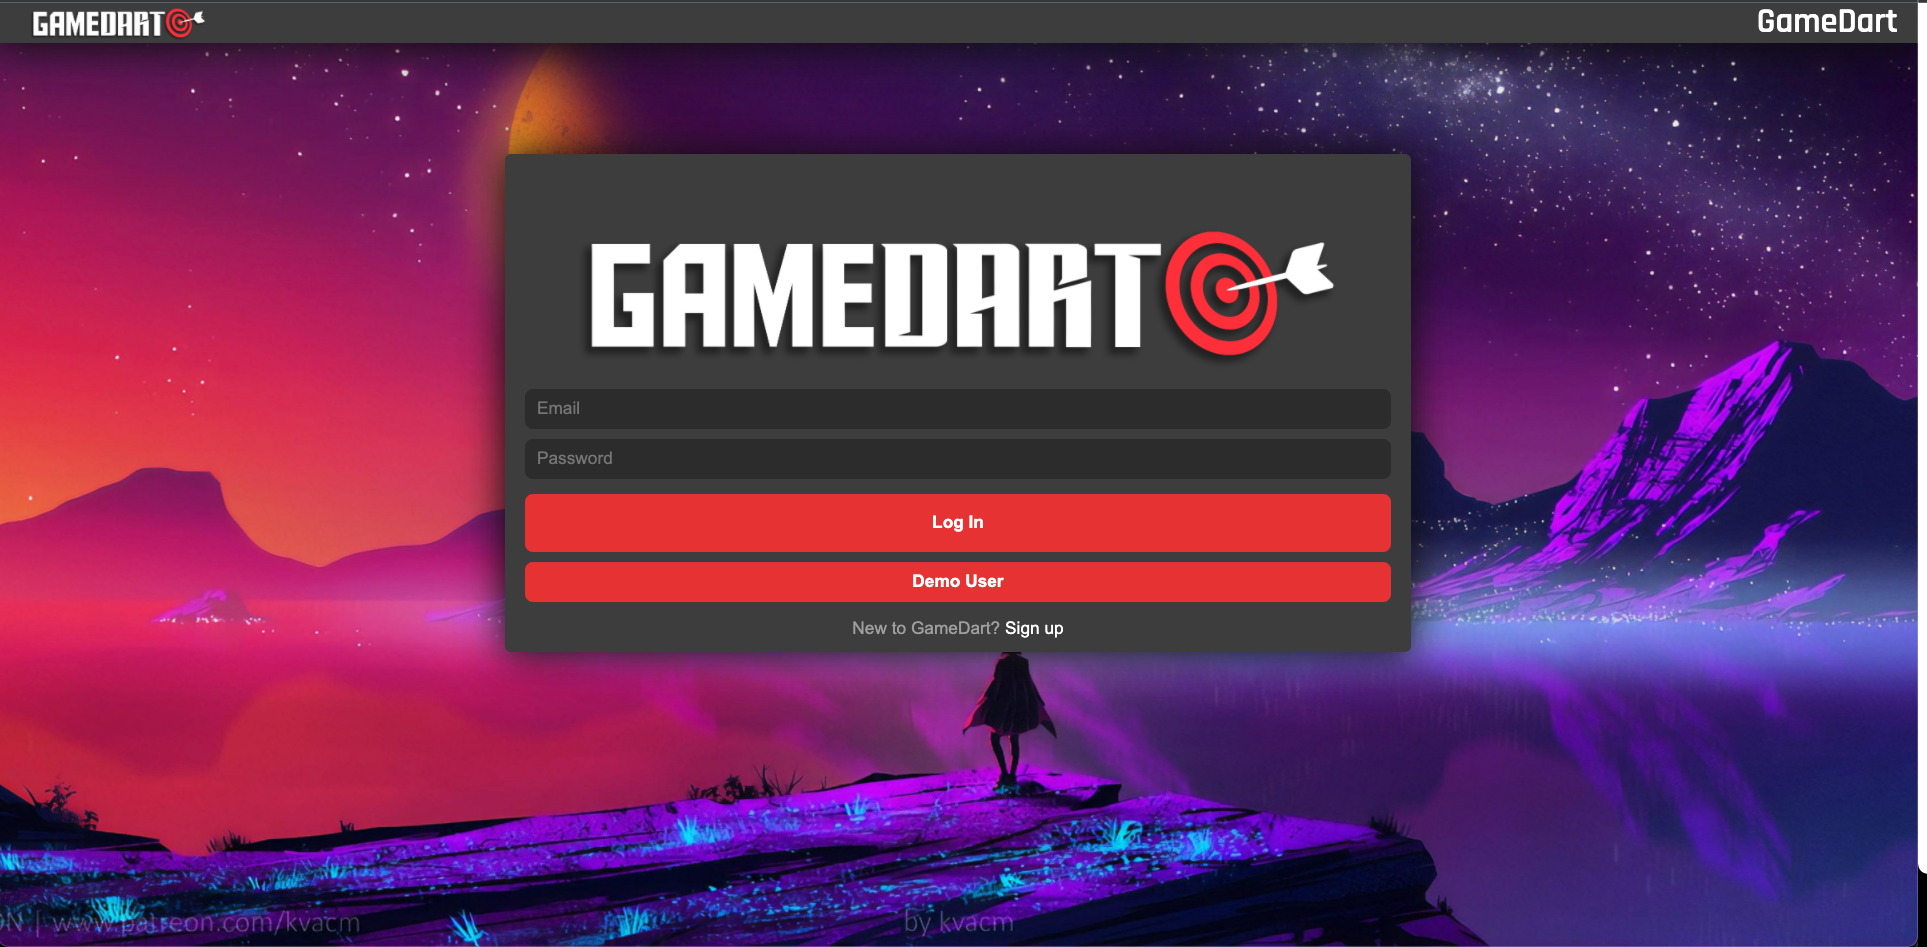 GAMEDART
GameDart
GAMEDART
Email
Password
Log In
Demo User
New to GameDart? Sign up
ON | www.patreon.com/kvacm
by kvacm